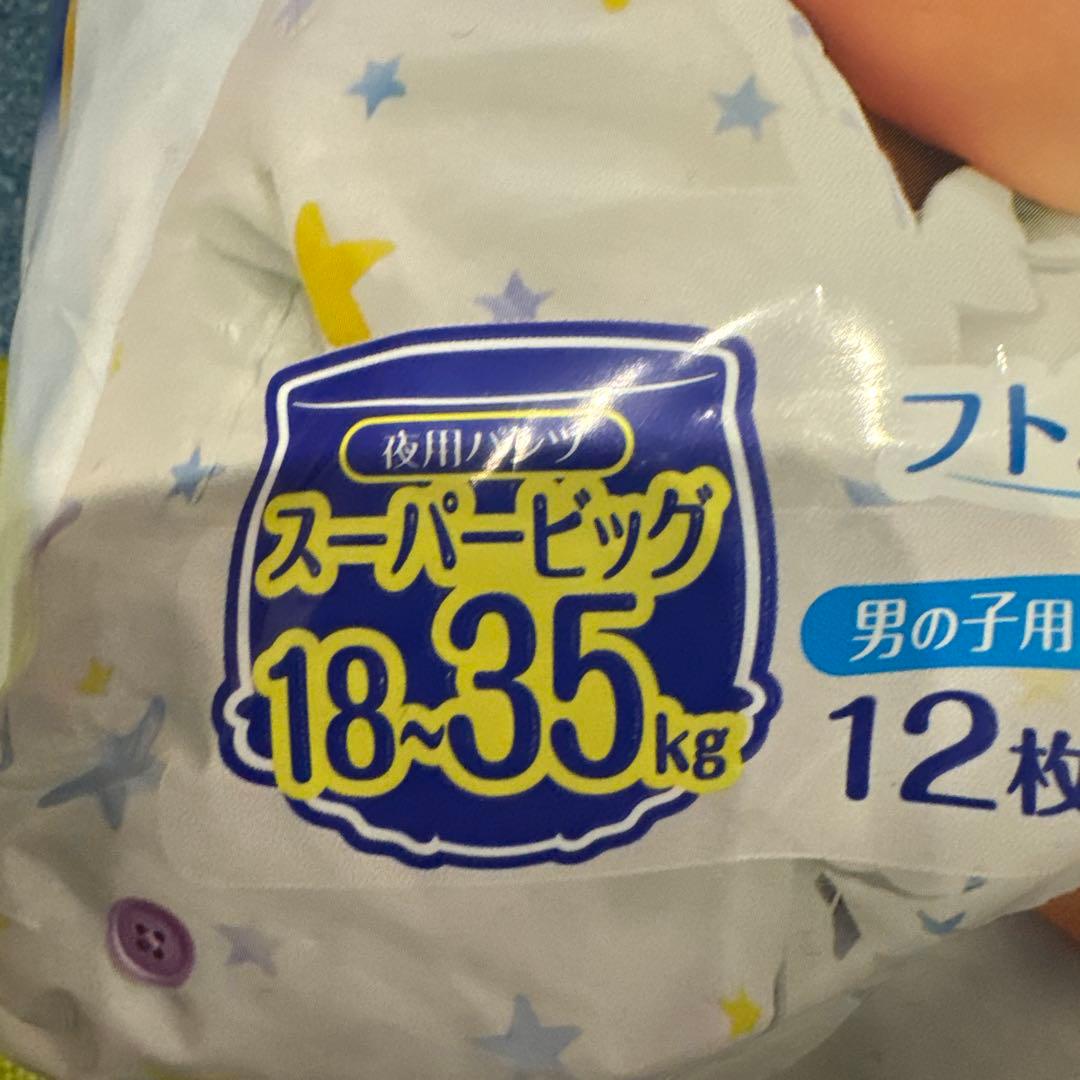 夜用パンツ
スーパービッグ
18~35kg
フト
男の子用
12枚